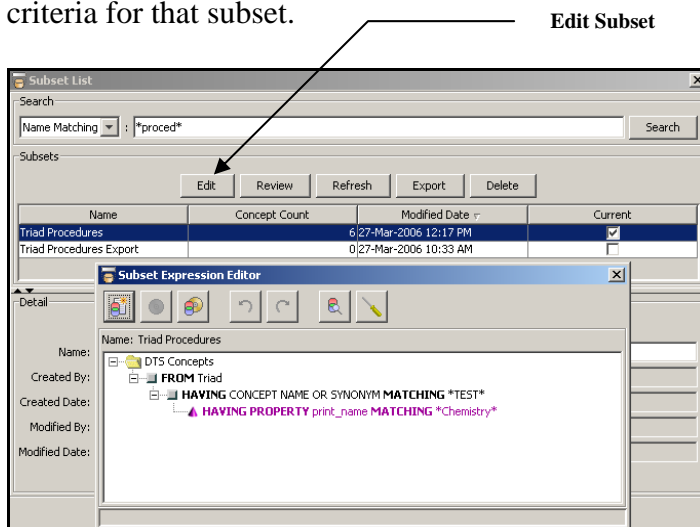 criteria for that subset.
Edit Subset
Subset List
Search
Name Matching : *proced* Search
Subsets
Edit Review Refresh Export Delete
Name Concept Count Modified Date Current
Triad Procedures 6 27-Mar-2006 12:17 PM
Triad Procedures Export 0 27-Mar-2006 10:33 AM
Subset Expression Editor
Detail
Name: Triad Procedures
Name:
DTS Concepts
Created By:
FROM Triad
HAVING CONCEPT NAME OR SYNONYM MATCHING *TEST*
Created Date:
HAVING PROPERTY print_name MATCHING *Chemistry*
Modified By:
Modified Date: